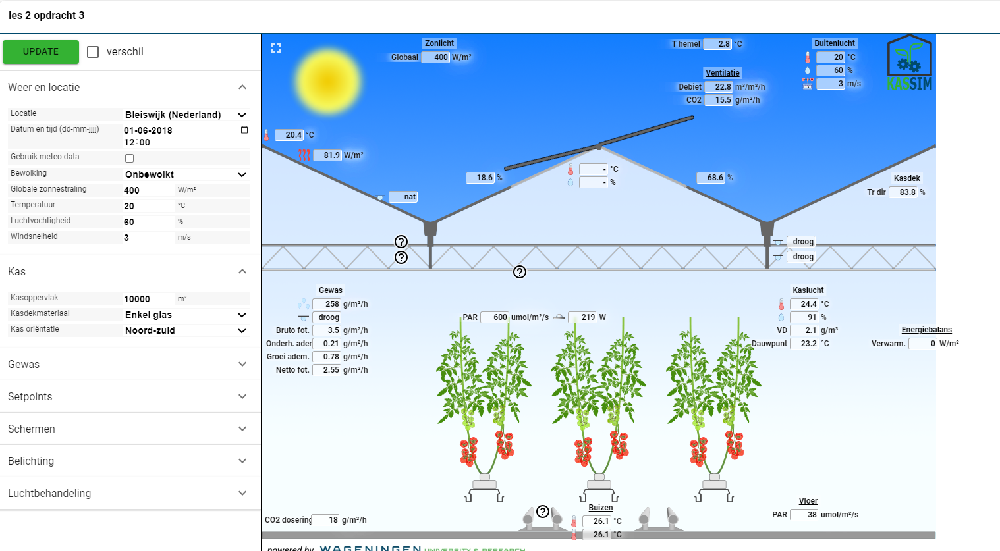 les 2 opdracht 3
UPDATE verschil
Weer en locatie
Locatie Bleiswijk (Nederland)
Datum en tijd (dd-mm-jjjj) 01-06-2018
12:00
Gebruik meteo data
Bewolking Onbewolkt
Globale zonnestraling 400 W/m²
Temperatuur 20 °C
Luchtvochtigheid 60 %
Windsnelheid 3 m/s
Kas
Kasoppervlak 10000 m²
Kasdekmateriaal Enkel glas
Kas oriëntatie Noord-zuid
Gewas
Setpoints
Schermen
Belichting
Luchtbehandeling
Zonlicht
Globaal 400 W/m²
T hemel 2.8 °C
Buitenlucht
20 °C
60 %
3 m/s
KASSIM
Ventilatie
Debiet 22.8 m³/m²/h
CO2 15.5 g/m²/h
20.4 °C
81.9 W/m²
18.6 %
- °C
- %
68.6 %
Kasdek
Tr dir 83.8 %
nat
?
?
?
droog
droog
Gewas
258 g/m²/h
droog
Bruto fot. 3.5 g/m²/h
Onderh. adem 0.21 g/m²/h
Groei adem. 0.78 g/m²/h
Netto fot. 2.55 g/m²/h
PAR 600 umol/m²/s 219 W
Kaslucht
24.4 °C
91 %
VD 2.1 g/m³
Dauwpunt 23.2 °C
Energiebalans
Verwarm. 0 W/m²
CO2 dosering 18 g/m²/h
?
Buizen
26.1 °C
26.1 °C
Vloer
PAR 38 umol/m²/s
powered by WAGENINGEN UNIVERSITY & RESEARCH